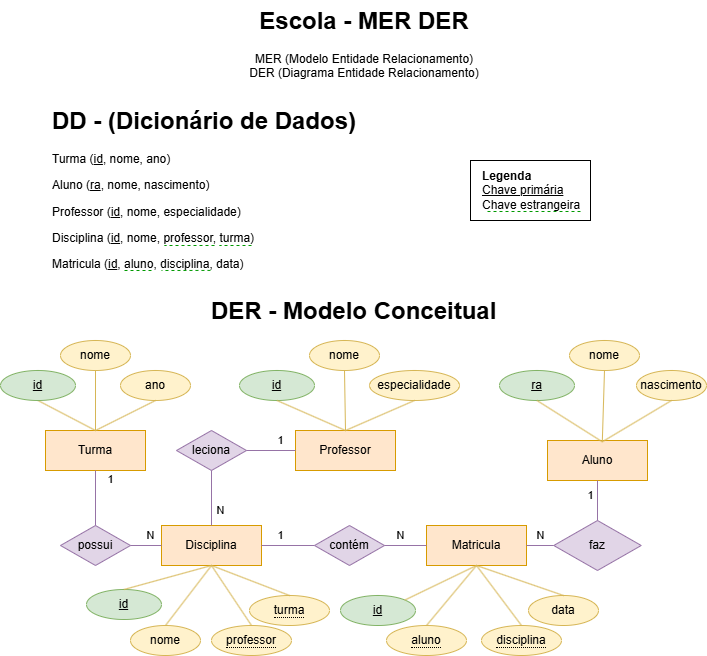 Escola - MER DER
MER (Modelo Entidade Relacionamento)
DER (Diagrama Entidade Relacionamento)
DD - (Dicionário de Dados)
Turma (id, nome, ano)
Aluno (ra, nome, nascimento)
Professor (id, nome, especialidade)
Disciplina (id, nome, professor, turma)
Matricula (id, aluno, disciplina, data)
Legenda
Chave primária
Chave estrangeira
DER - Modelo Conceitual
nome
nome
nome
id
ano
id
especialidade
ra
nascimento
Turma
leciona
1
Professor
Aluno
1
1
N
possui
N
Disciplina
1
contém
N
Matricula
N
faz
id
turma
id
data
nome
professor
aluno
disciplina